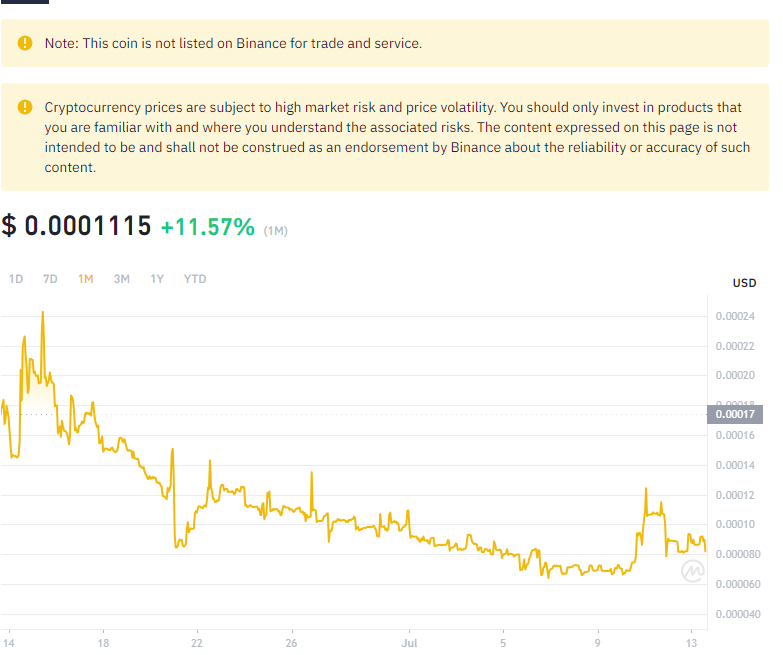 Note: This coin is not listed on Binance for trade and service.
Cryptocurrency prices are subject to high market risk and price volatility. You should only invest in products that
you are familiar with and where you understand the associated risks. The content expressed on this page is not
intended to be and shall not be construed as an endorsement by Binance about the reliability or accuracy of such
content.
$ 0.0001115 +11.57% (1M)
1D 7D 1M 3M 1Y YTD
USD
0.00024
0.00022
0.00020
0.00018
0.00017
0.00016
0.00014
0.00012
0.00010
0.000080
0.000060
0.000040
14 18 22 26 Jul 5 9 13